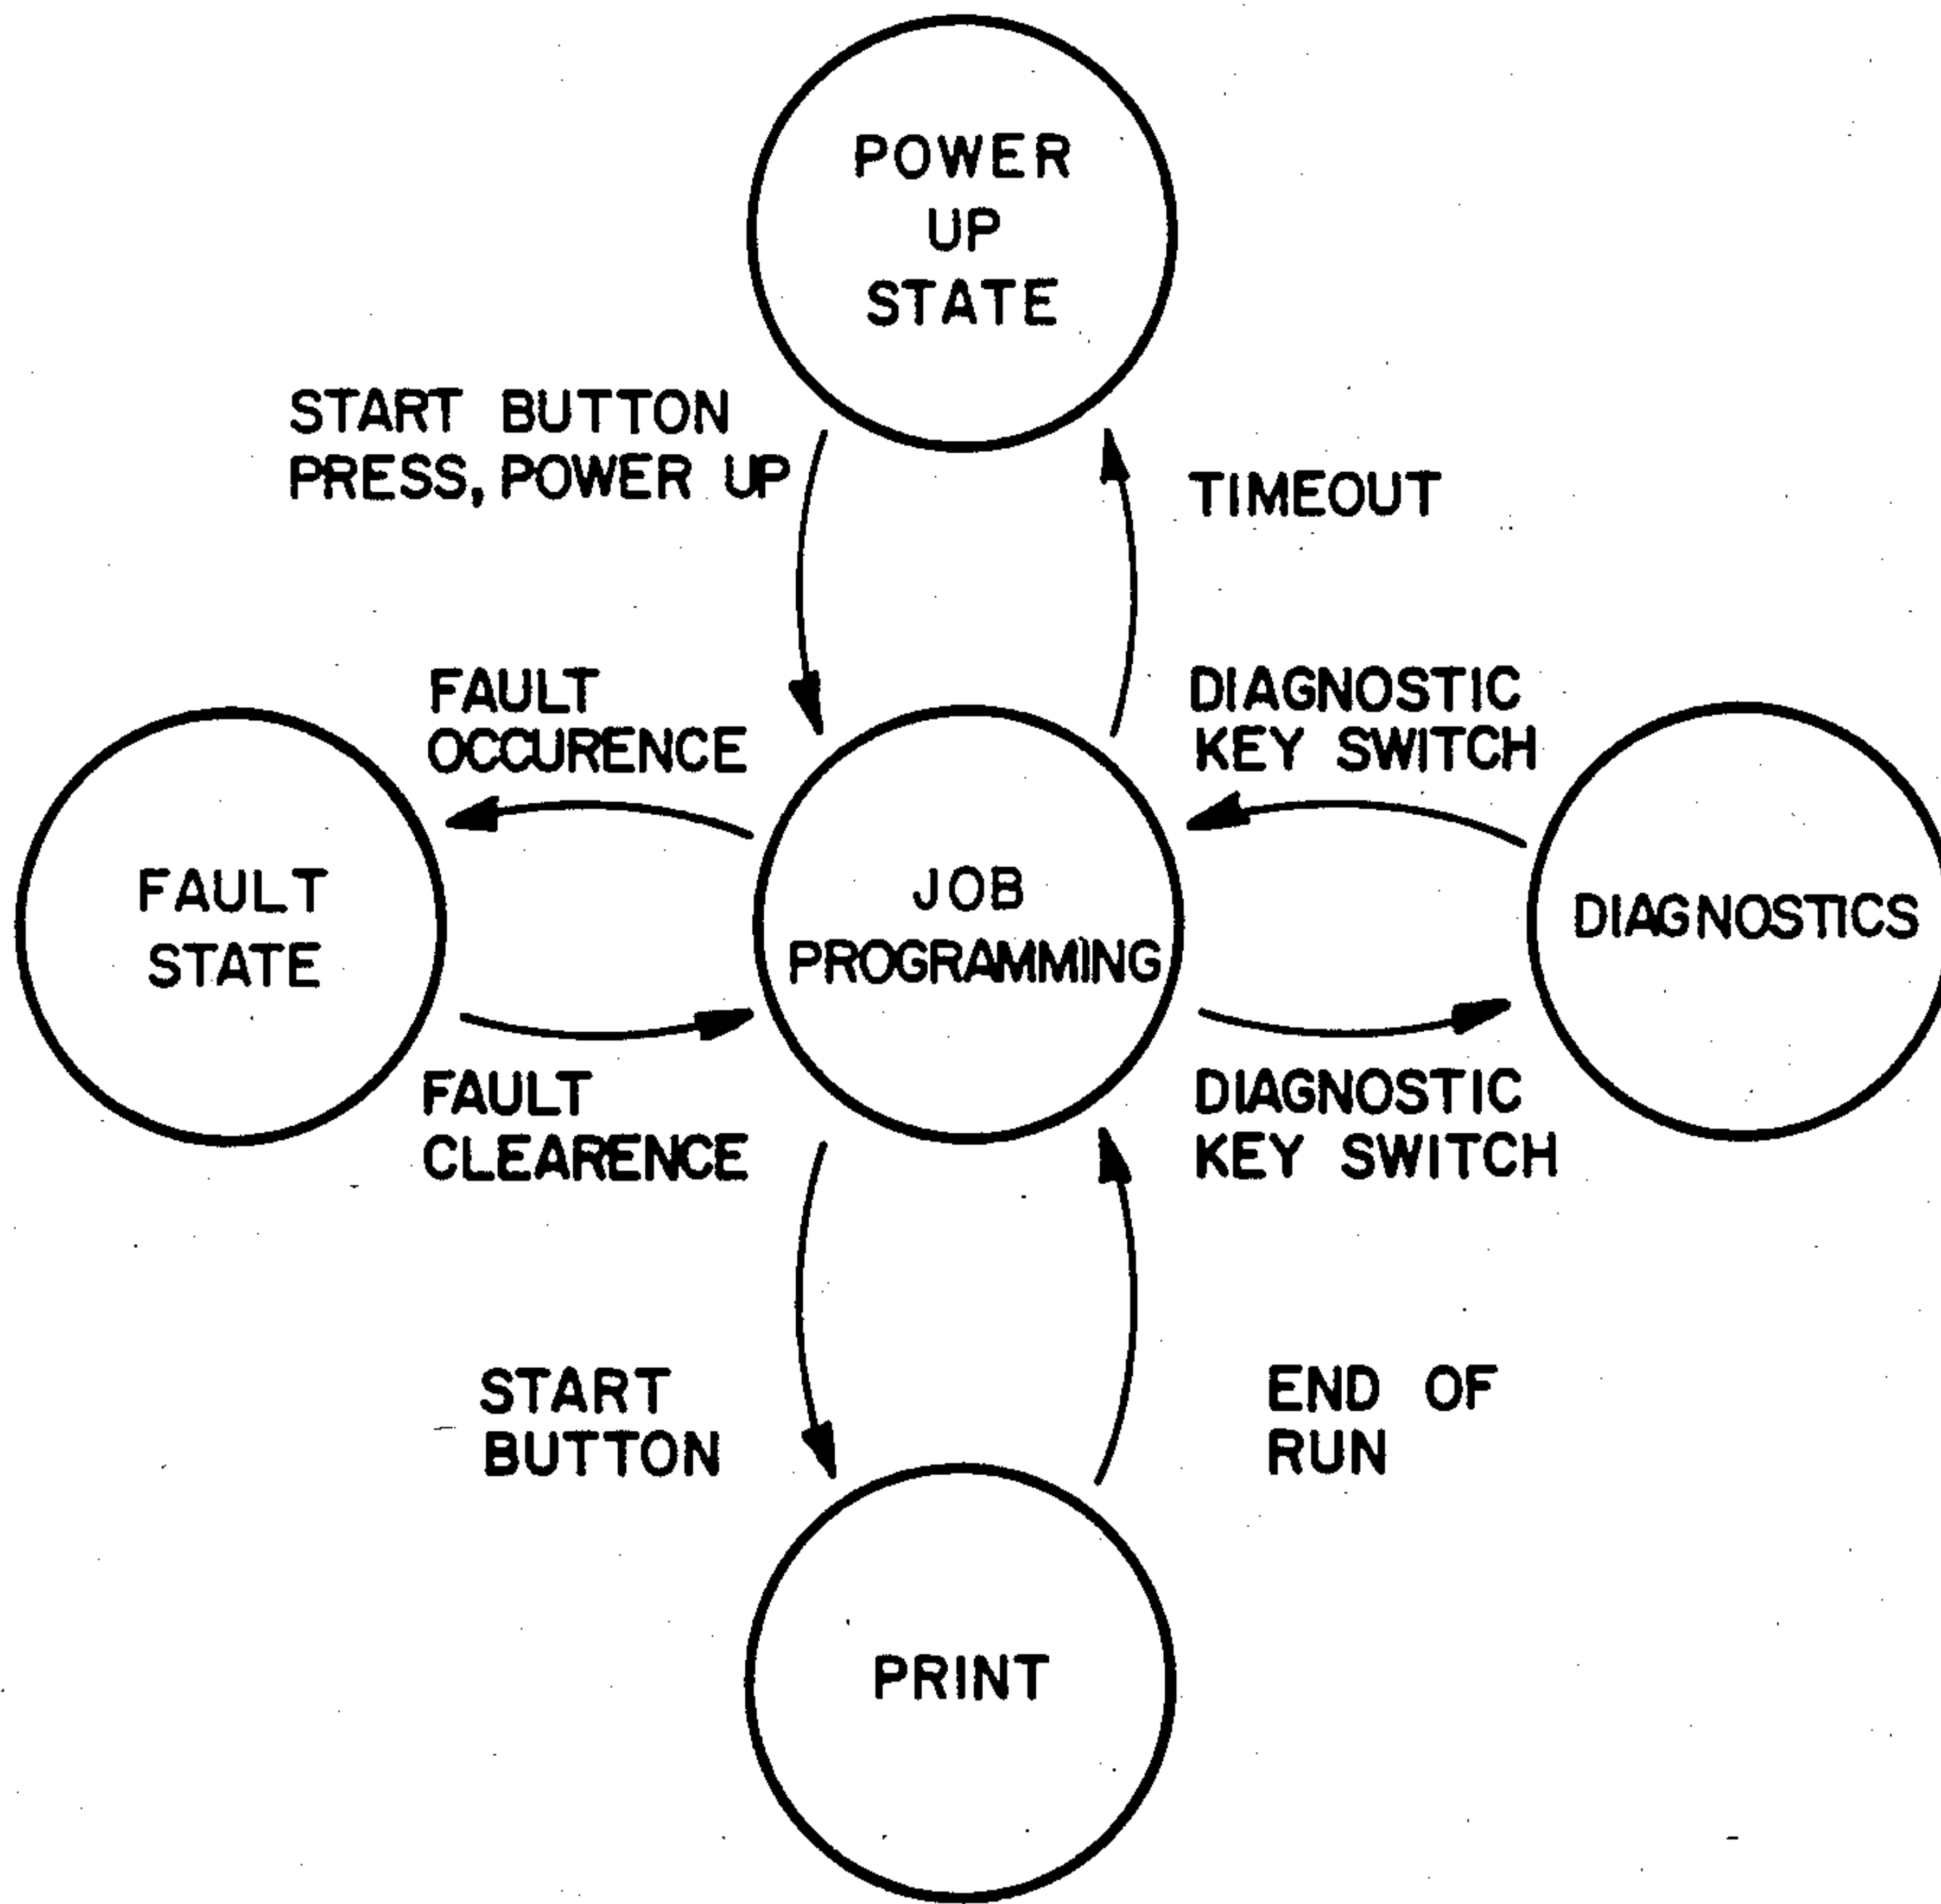 POWER
UP
STATE
START BUTTON
PRESS, POWER UP
TIMEOUT
FAULT
OCCURENCE
DIAGNOSTIC
KEY SWITCH
FAULT
STATE
JOB
PROGRAMMING
DIAGNOSTICS
FAULT
CLEARENCE
DIAGNOSTIC
KEY SWITCH
START
BUTTON
END OF
RUN
PRINT